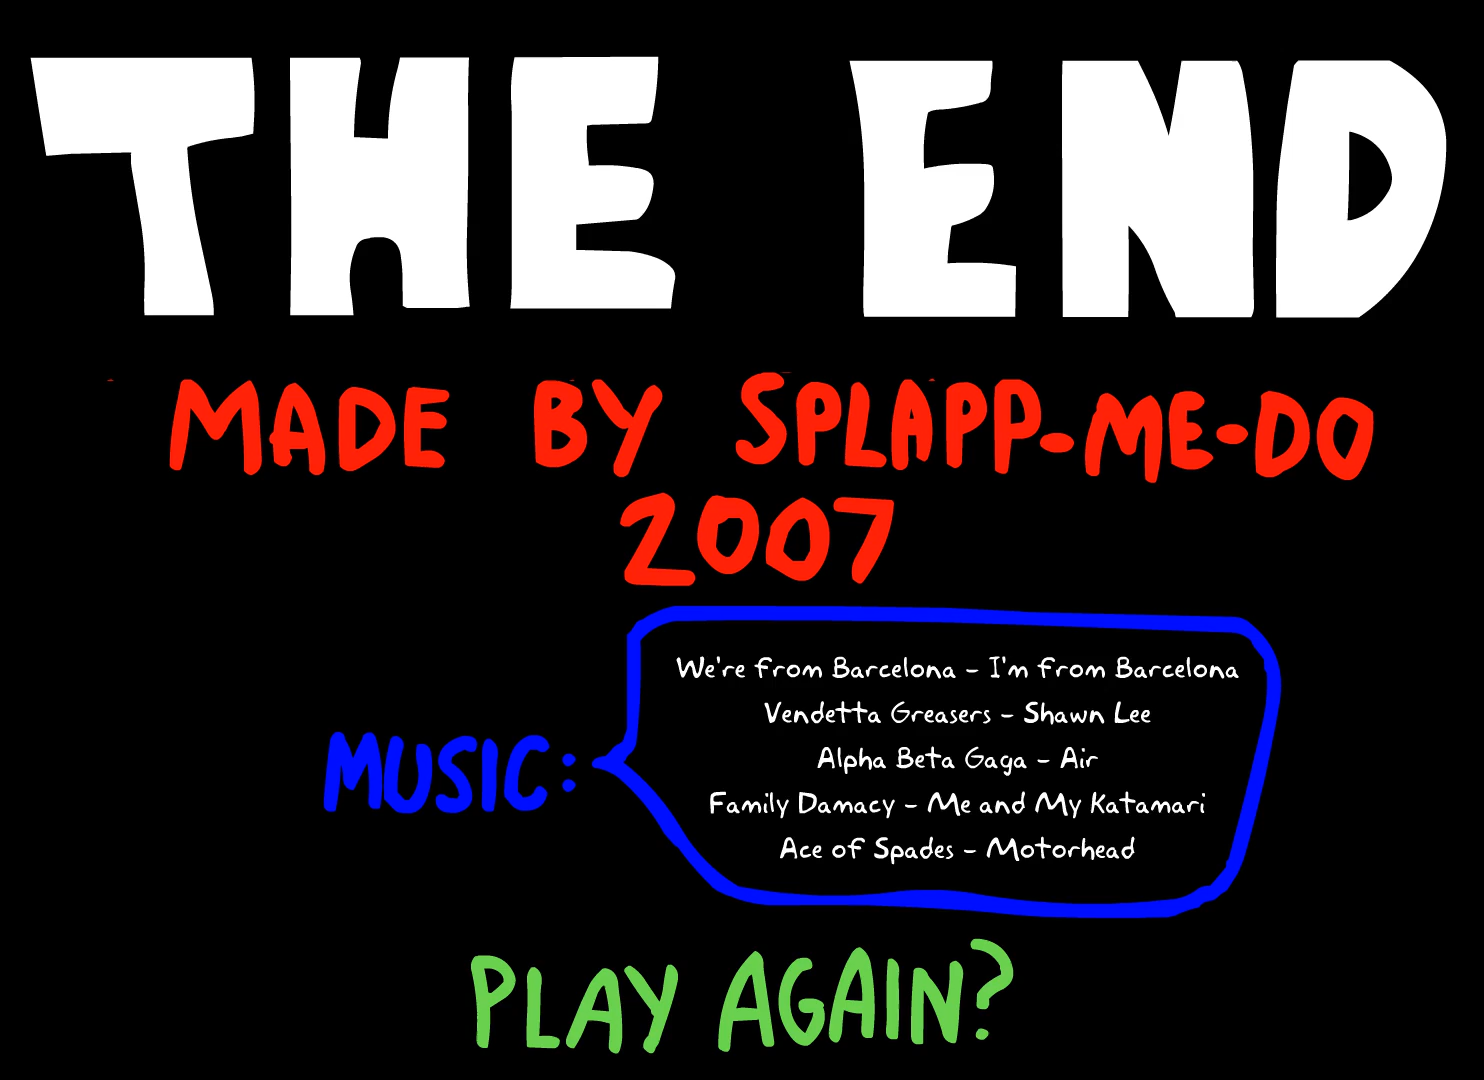 THE END
MADE BY SPLAPP-ME-DO
2007
MUSIC:
We're from Barcelona - I'm from Barcelona
Vendetta Greasers - Shawn Lee
Alpha Beta Gaga - Air
Family Damacy - Me and My Katamari
Ace of Spades - Motorhead
PLAY AGAIN?